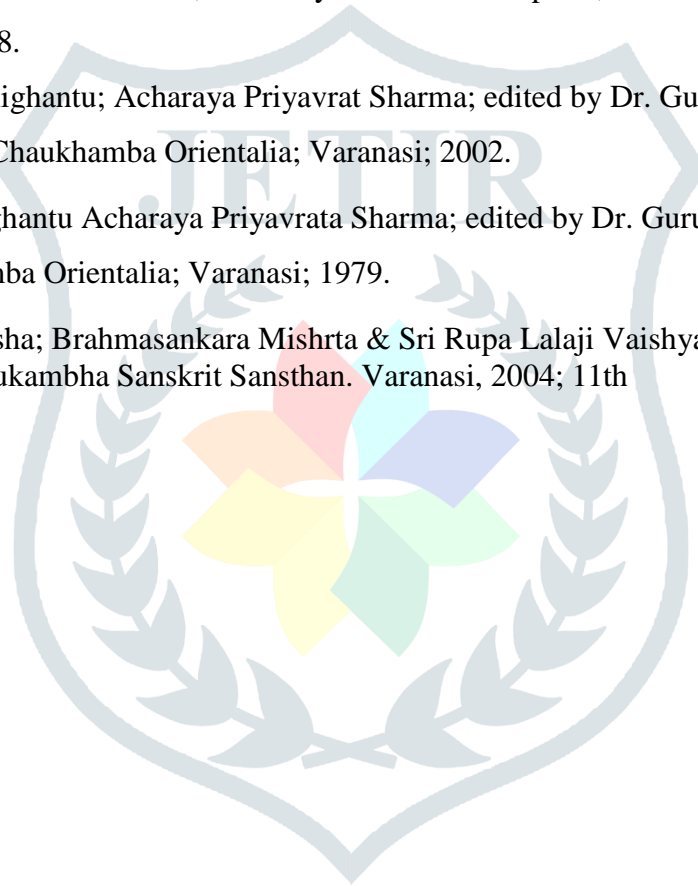 8.
ighantu; Acharaya Priyavrat Sharma; edited by Dr. Gu
Chaukhamba Orientalia; Varanasi; 2002.
JETIR
ghantu Acharaya Priyavrata Sharma; edited by Dr. Guru
nba Orientalia; Varanasi; 1979.
sha; Brahmasankara Mishrta & Sri Rupa Lalaji Vaishya
ukambha Sanskrit Sansthan. Varanasi, 2004; 11th